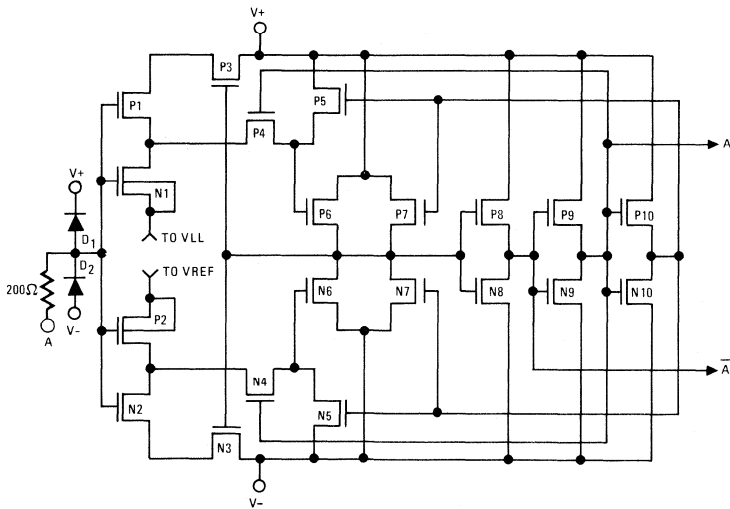 V+
P3
P1
P5
P4
A
V+
N1
P6
P7
P8
P9
P10
D1
TO VLL
D2
TO VREF
200Ω
N6
N7
N8
N9
N10
A
V-
P2
A̅
N4
N2
N5
N3
V-